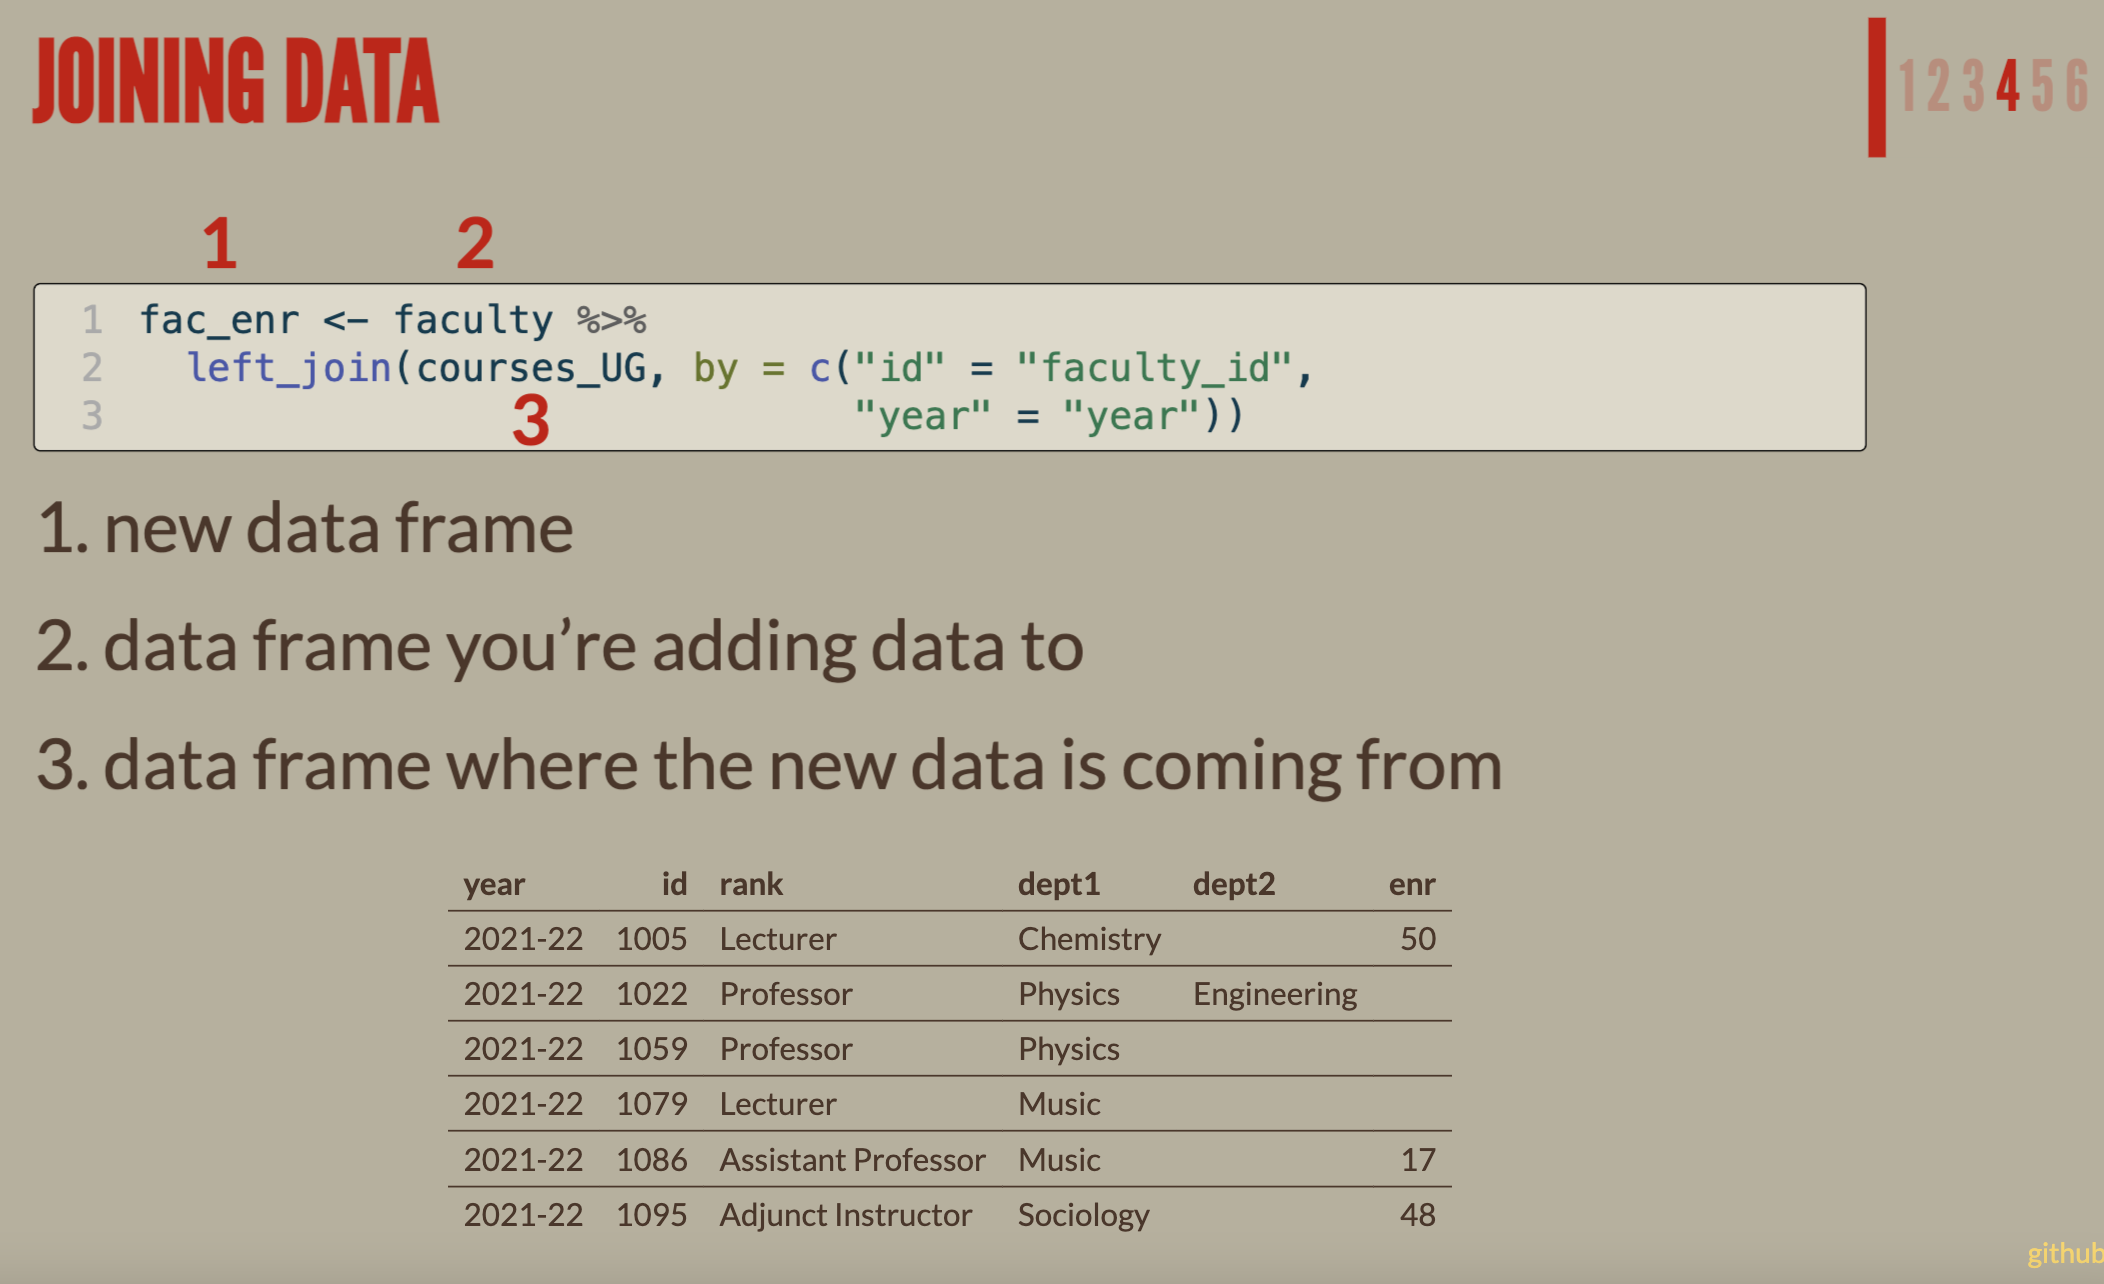 JOINING DATA
1 2 3 4 5 6
1 2
1 fac_enr <- faculty %>%
2 left_join(courses_UG, by = c("id" = "faculty_id",
3 "year" = "year"))
3
1. new data frame
2. data frame you’re adding data to
3. data frame where the new data is coming from
year id rank dept1 dept2 enr
2021-22 1005 Lecturer Chemistry 50
2021-22 1022 Professor Physics Engineering
2021-22 1059 Professor Physics
2021-22 1079 Lecturer Music
2021-22 1086 Assistant Professor Music 17
2021-22 1095 Adjunct Instructor Sociology 48
github